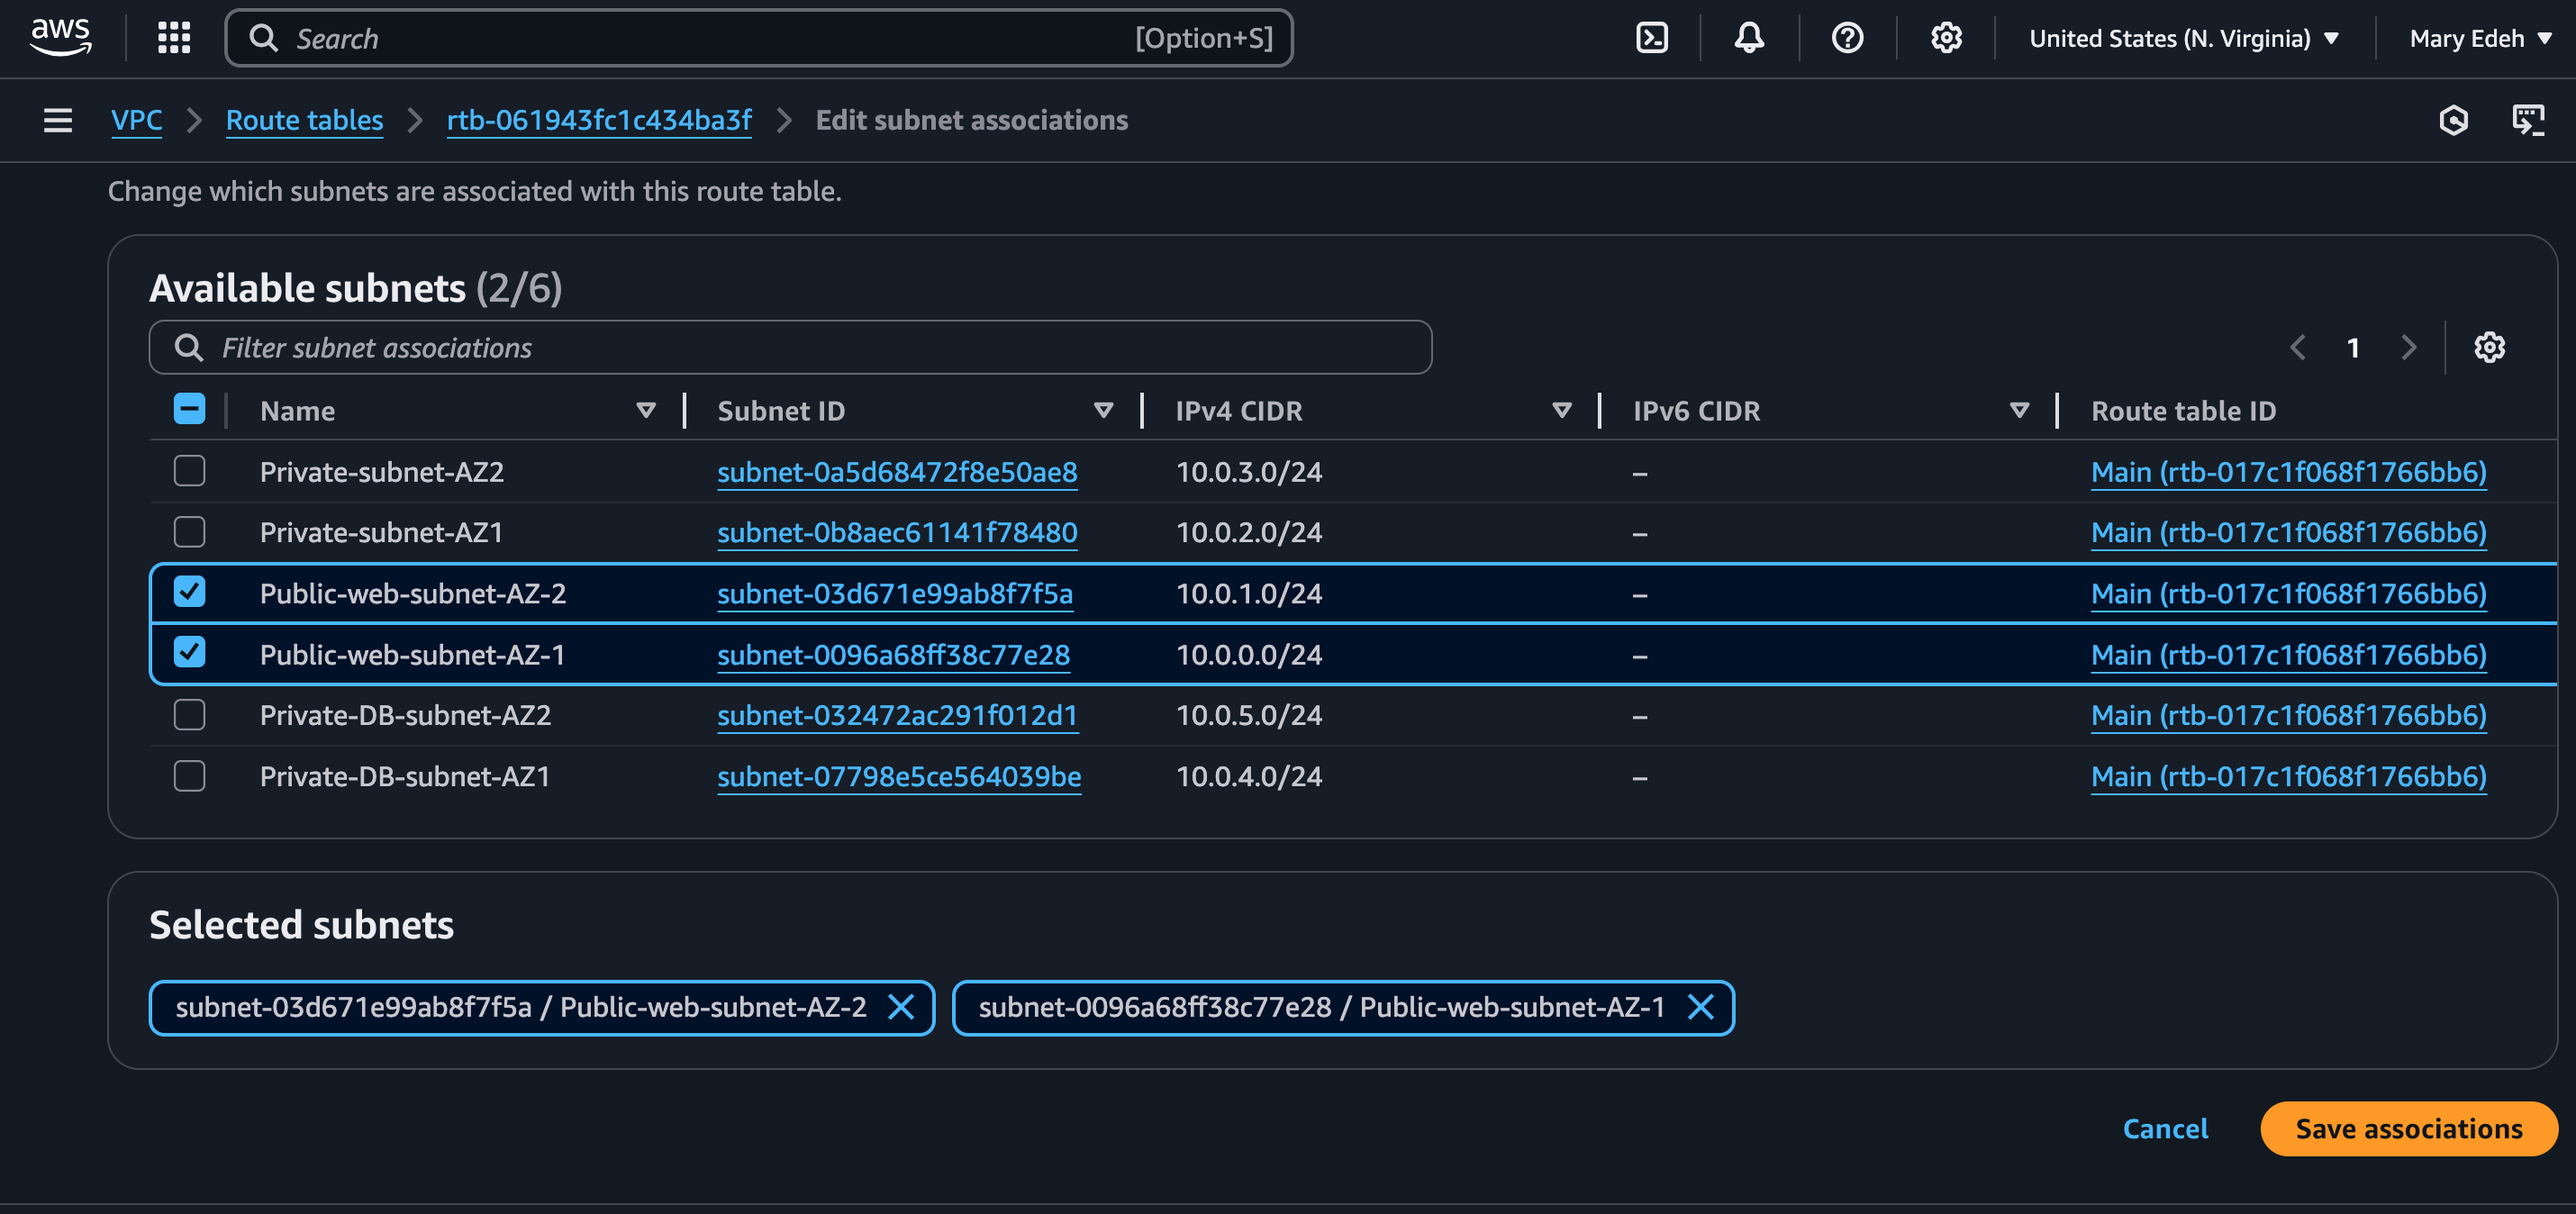 aws Search [Option+S] United States (N. Virginia) Mary Edeh
VPC Route tables rtb-061943fc1c434ba3f Edit subnet associations
Change which subnets are associated with this route table.
Available subnets (2/6)
Filter subnet associations 1
Name Subnet ID IPv4 CIDR IPv6 CIDR Route table ID
Private-subnet-AZ2 subnet-0a5d68472f8e50ae8 10.0.3.0/24 – Main (rtb-017c1f068f1766bb6)
Private-subnet-AZ1 subnet-0b8aec61141f78480 10.0.2.0/24 – Main (rtb-017c1f068f1766bb6)
Public-web-subnet-AZ-2 subnet-03d671e99ab8f7f5a 10.0.1.0/24 – Main (rtb-017c1f068f1766bb6)
Public-web-subnet-AZ-1 subnet-0096a68ff38c77e28 10.0.0.0/24 – Main (rtb-017c1f068f1766bb6)
Private-DB-subnet-AZ2 subnet-032472ac291f012d1 10.0.5.0/24 – Main (rtb-017c1f068f1766bb6)
Private-DB-subnet-AZ1 subnet-07798e5ce564039be 10.0.4.0/24 – Main (rtb-017c1f068f1766bb6)
Selected subnets
subnet-03d671e99ab8f7f5a / Public-web-subnet-AZ-2 subnet-0096a68ff38c77e28 / Public-web-subnet-AZ-1
Cancel Save associations